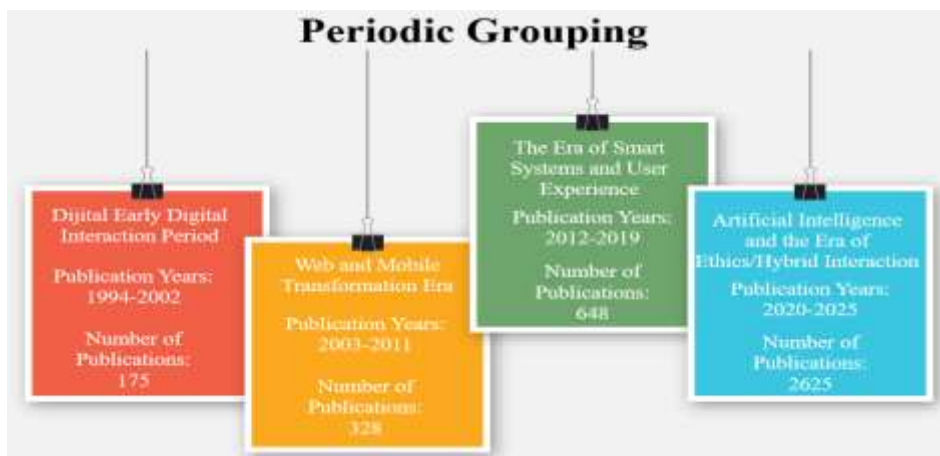 Periodic Grouping
Dijital Early Digital
Interaction Period
Publication Years:
1994-2002
Number of
Publications:
175
Web and Mobile
Transformation Era
Publication Years:
2003-2011
Number of
Publications:
328
The Era of Smart
Systems and User
Experience
Publication Years:
2012-2019
Number of
Publications:
648
Artificial Intelligence
and the Era of
Ethics/Hybrid Interaction
Publication Years:
2020-2025
Number of
Publications:
2625